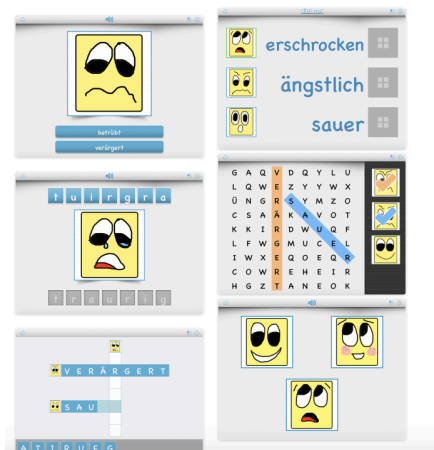 betrübt
verärgert
erschrocken
ängstlich
sauer
t u i r g r a
t r a u r i g
G A Q V D Q Y L U
L Q W E Z Y Y W X
Ü N G R S Y M Z O
C S A Ä K A V O T
K K I R D W U Q F
L F W G M U C E L
I W X E Q O E Q R
C O W R E H E I R
H G Z T A N E O K
V E R Ä R G E R T
S A U
A T I R U E G